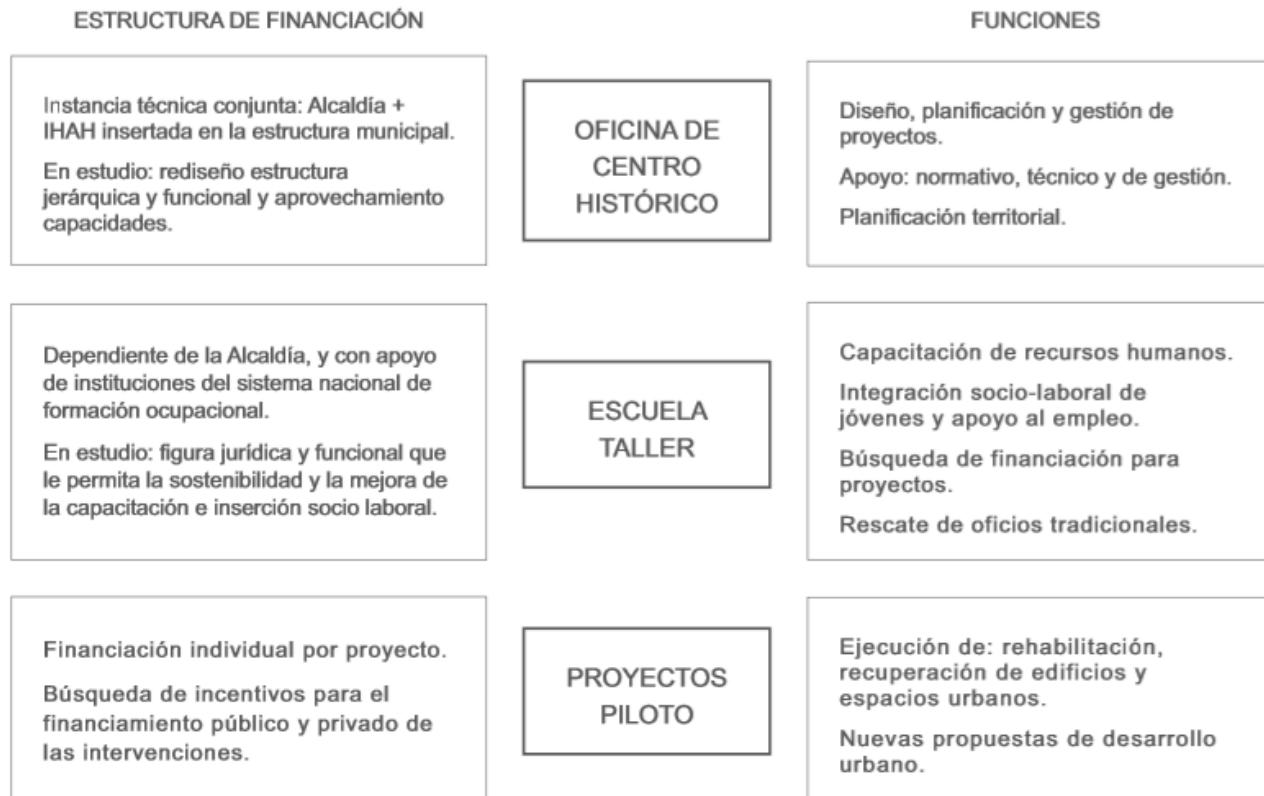 ESTRUCTURA DE FINANCIACIÓN
FUNCIONES
Instancia técnica conjunta: Alcaldía +
IHAH insertada en la estructura municipal.
En estudio: rediseño estructura
jerárquica y funcional y aprovechamiento
capacidades.
OFICINA DE
CENTRO
HISTÓRICO
Diseño, planificación y gestión de
proyectos.
Apoyo: normativo, técnico y de gestión.
Planificación territorial.
Dependiente de la Alcaldía, y con apoyo
de instituciones del sistema nacional de
formación ocupacional.
En estudio: figura jurídica y funcional que
le permita la sostenibilidad y la mejora de
la capacitación e inserción socio laboral.
ESCUELA
TALLER
Capacitación de recursos humanos.
Integración socio-laboral de
jóvenes y apoyo al empleo.
Búsqueda de financiación para
proyectos.
Rescate de oficios tradicionales.
Financiación individual por proyecto.
Búsqueda de incentivos para el
financiamiento público y privado de
las intervenciones.
PROYECTOS
PILOTO
Ejecución de: rehabilitación,
recuperación de edificios y
espacios urbanos.
Nuevas propuestas de desarrollo
urbano.